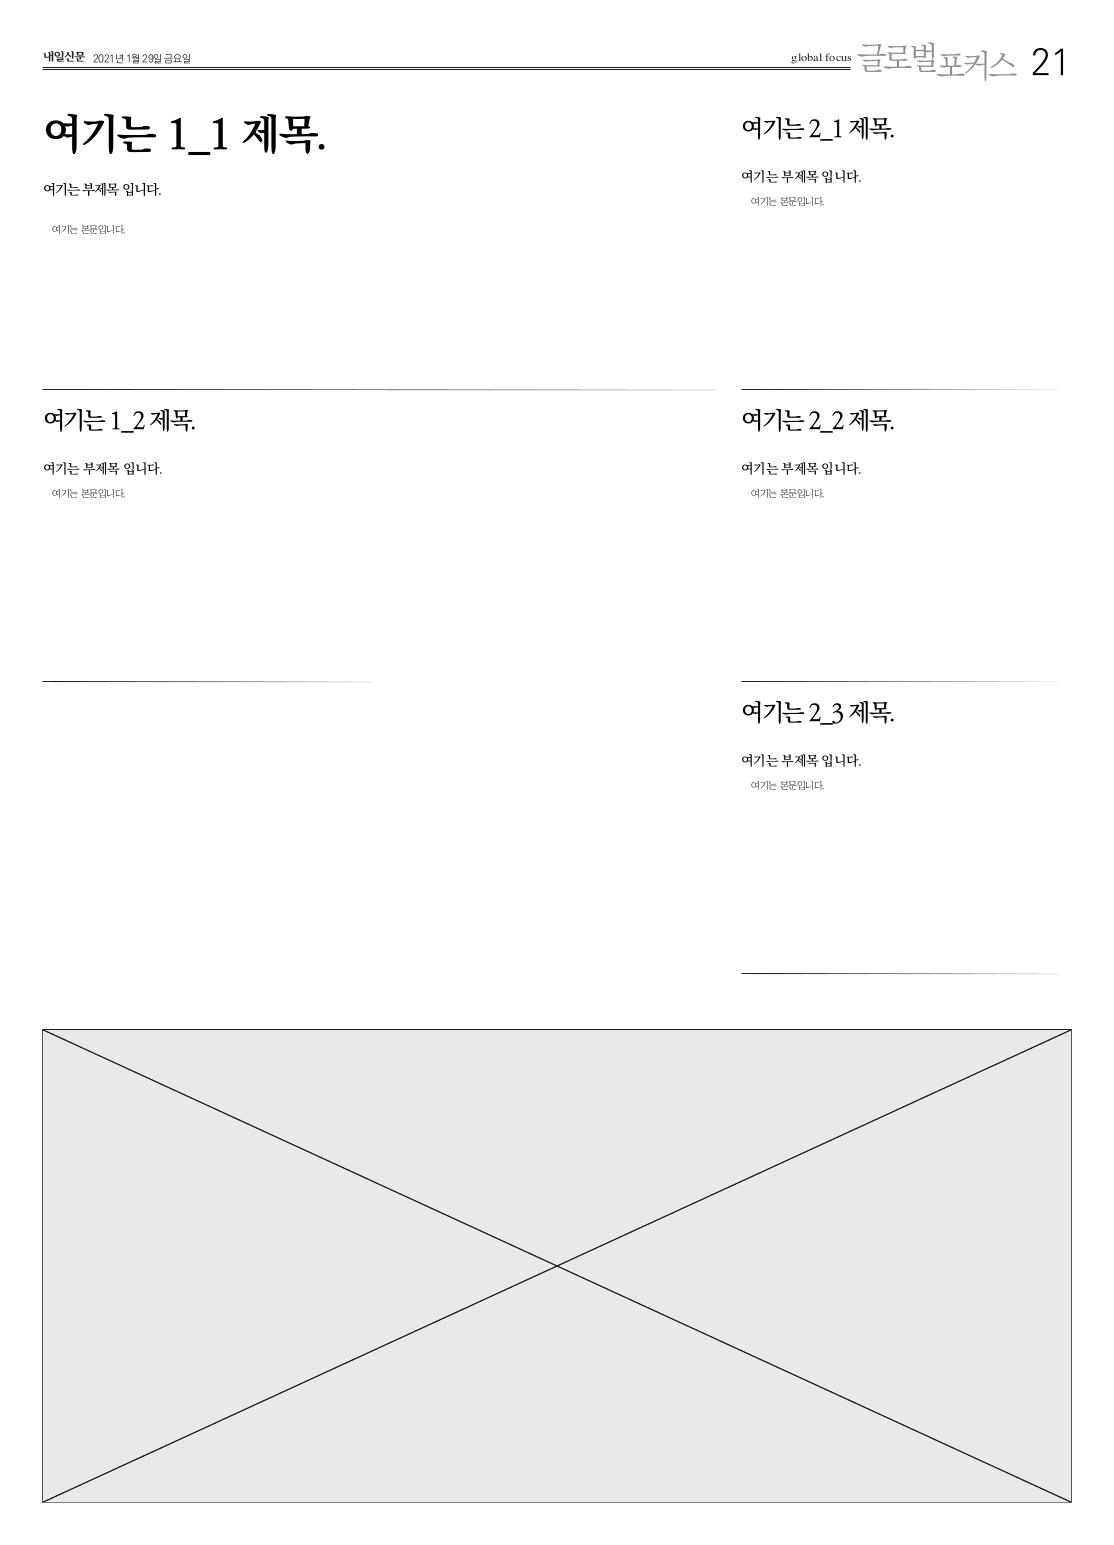 내일신문 2021년 1월 29일 금요일
global focus 글로벌포커스 21
여기는 1_1 제목.
여기는 부제목 입니다.
여기는 본문입니다.
여기는 1_2 제목.
여기는 부제목 입니다.
여기는 본문입니다.
여기는 2_1 제목.
여기는 부제목 입니다.
여기는 본문입니다.
여기는 2_2 제목.
여기는 부제목 입니다.
여기는 본문입니다.
여기는 2_3 제목.
여기는 부제목 입니다.
여기는 본문입니다.